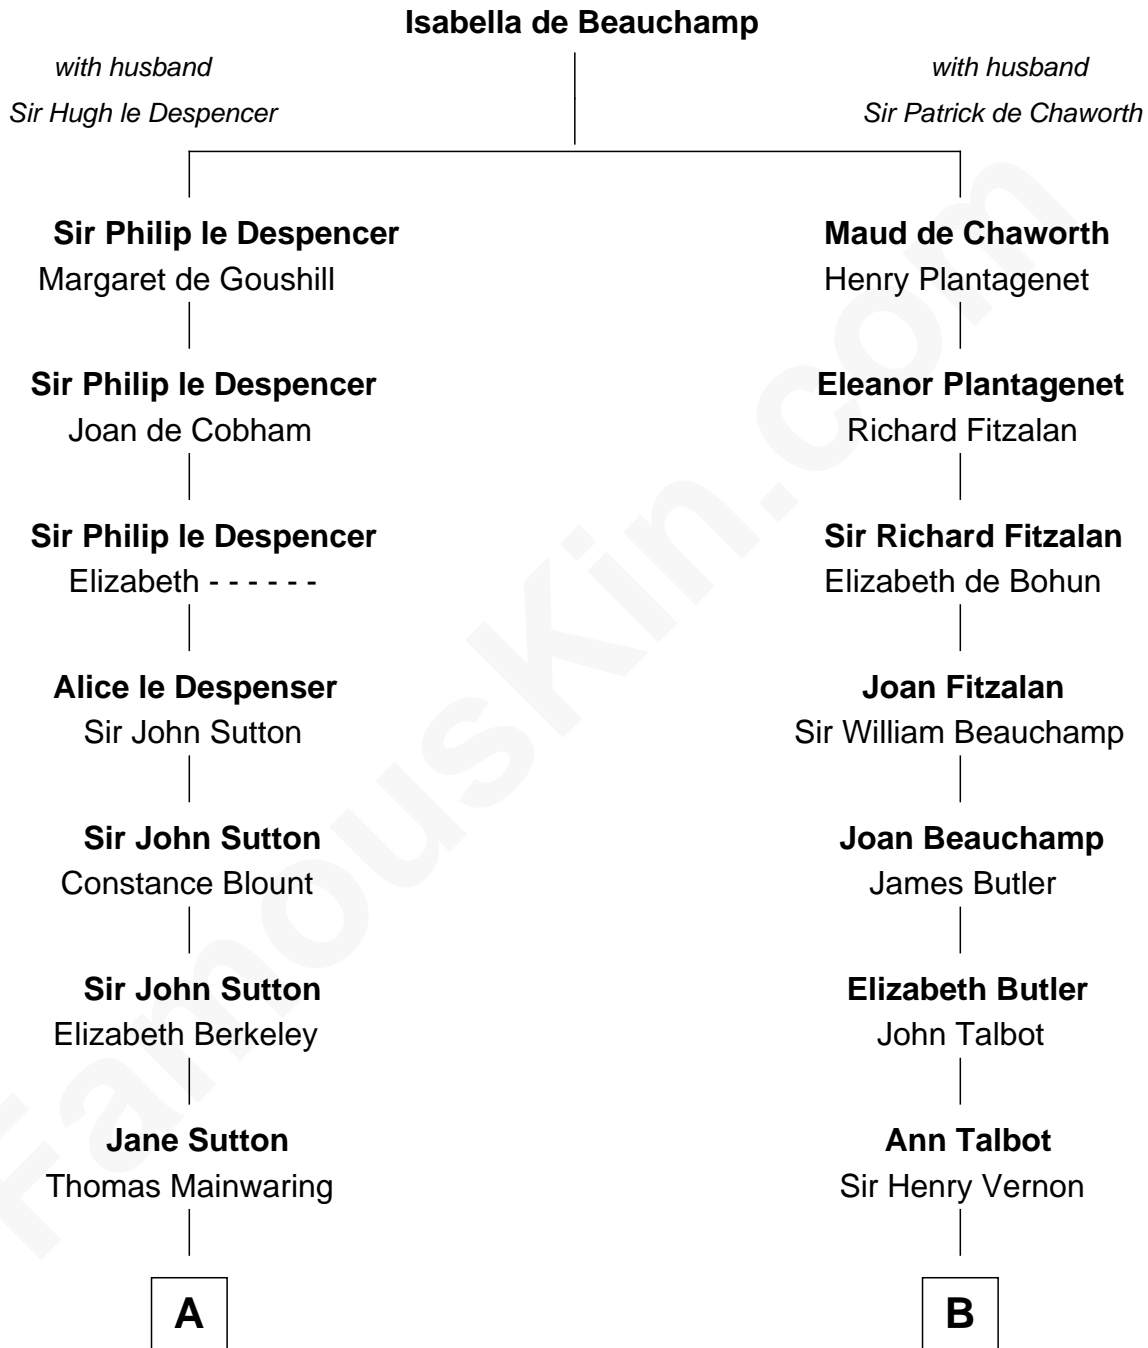 Isabella de Beauchamp
with husband
Sir Hugh le Despencer
with husband
Sir Patrick de Chaworth
Sir Philip le Despencer
Margaret de Goushill
Maud de Chaworth
Henry Plantagenet
Sir Philip le Despencer
Joan de Cobham
Eleanor Plantagenet
Richard Fitzalan
Sir Philip le Despencer
Elizabeth - - - - - -
Sir Richard Fitzalan
Elizabeth de Bohun
Alice le Despenser
Sir John Sutton
Joan Fitzalan
Sir William Beauchamp
Sir John Sutton
Constance Blount
Joan Beauchamp
James Butler
Sir John Sutton
Elizabeth Berkeley
Elizabeth Butler
John Talbot
Jane Sutton
Thomas Mainwaring
Ann Talbot
Sir Henry Vernon
A
B
FamousKin.com